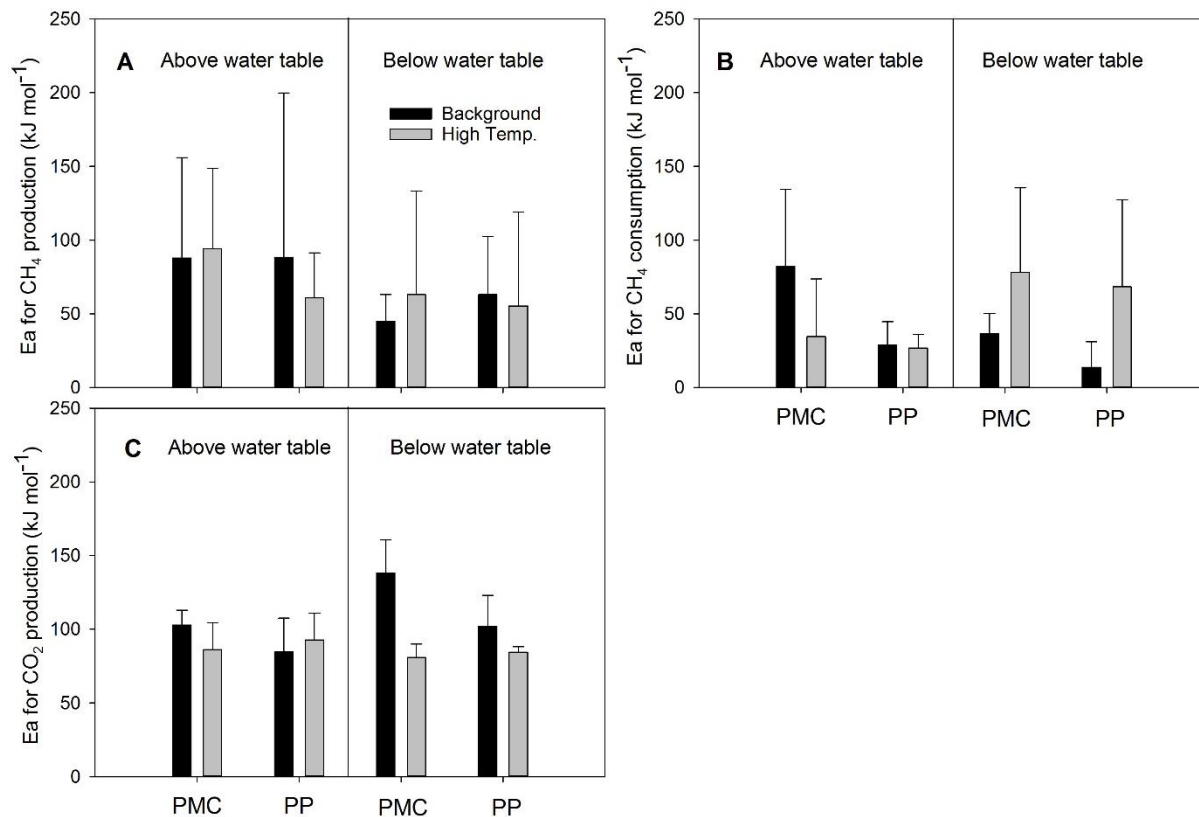 A
Above water table
Below water table
Background
High Temp.
Ea for CH4 production (kJ mol−1)
250
200
150
100
50
0
B
Above water table
Below water table
Ea for CH4 consumption (kJ mol−1)
250
200
150
100
50
0
PMC PP PMC PP
C
Above water table
Below water table
Ea for CO2 production (kJ mol−1)
250
200
150
100
50
0
PMC PP PMC PP